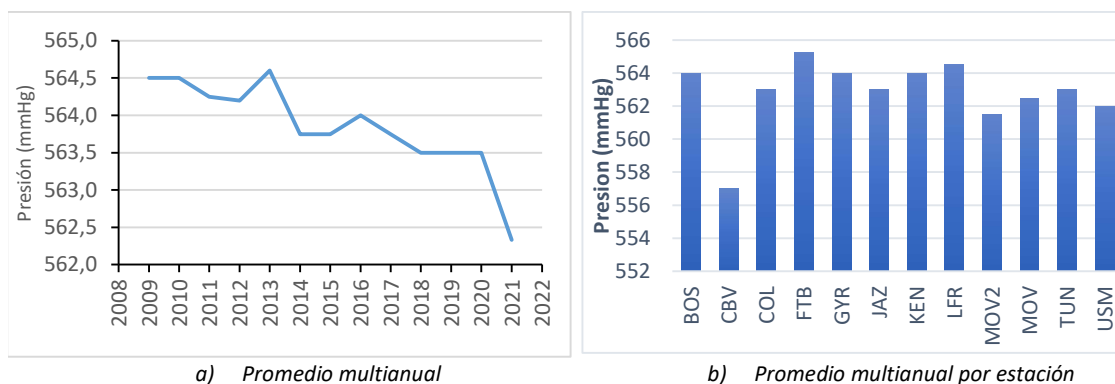 565,0
564,5
564,0
563,5
563,0
562,5
562,0
Presión (mmHg)
2008 2009 2010 2011 2012 2013 2014 2015 2016 2017 2018 2019 2020 2021 2022
a) Promedio multianual
566
564
562
560
558
556
554
552
Presion (mmHg)
BOS CBV COL FTB GYR JAZ KEN LFR MOV2 MOV TUN USM
b) Promedio multianual por estación